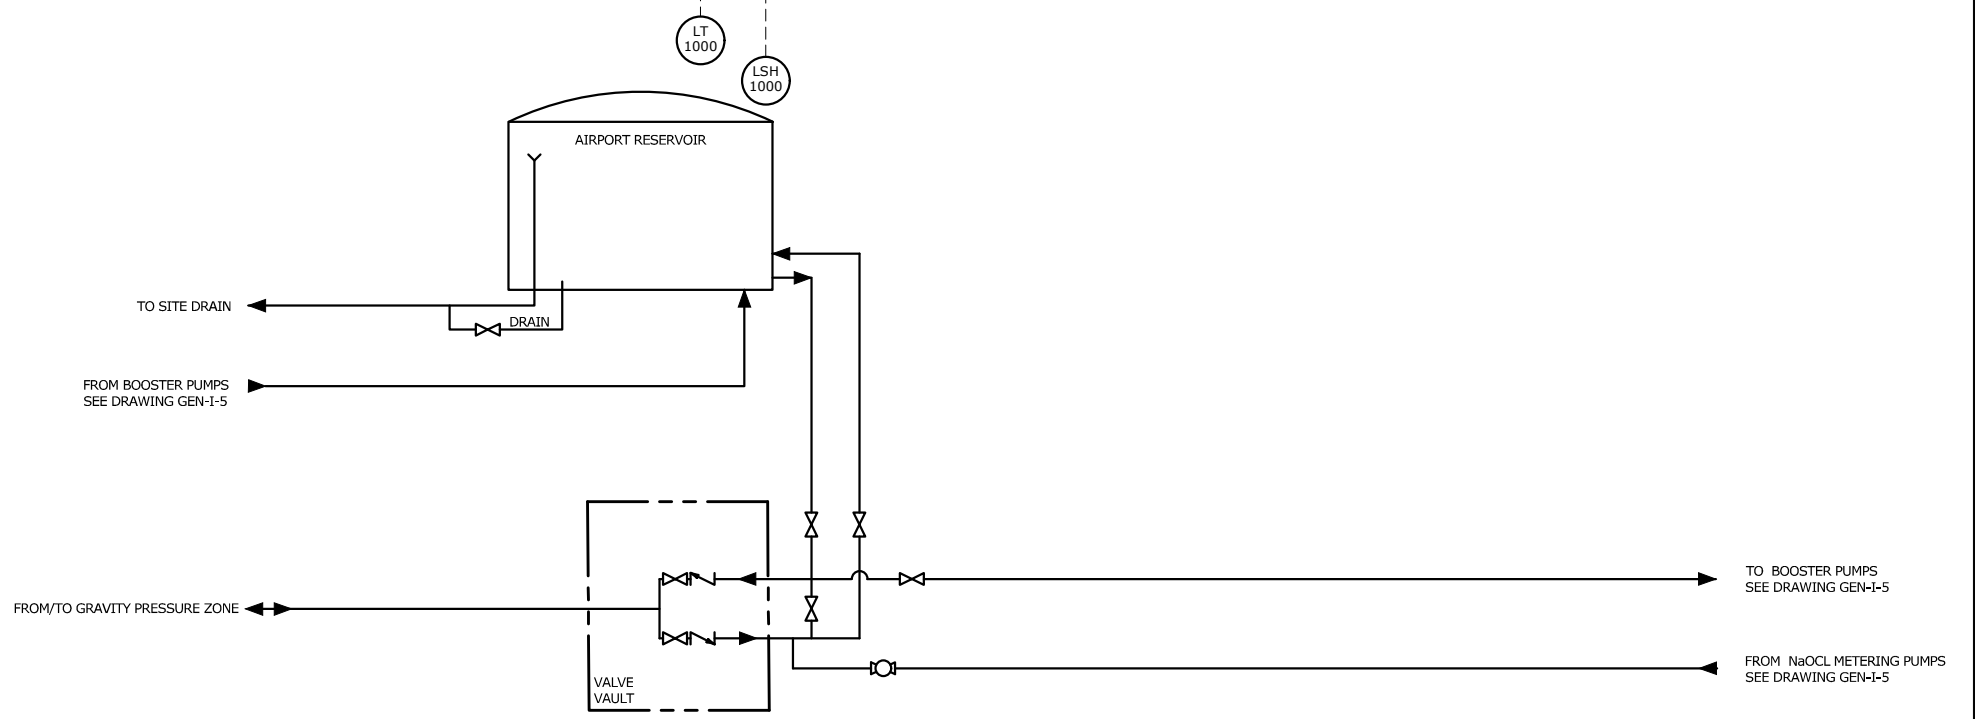 LT
1000
LSH
1000
AIRPORT RESERVOIR
TO SITE DRAIN
DRAIN
FROM BOOSTER PUMPS
SEE DRAWING GEN-I-5
TO BOOSTER PUMPS
SEE DRAWING GEN-I-5
FROM/TO GRAVITY PRESSURE ZONE
FROM NaOCL METERING PUMPS
SEE DRAWING GEN-I-5
VALVE
VAULT